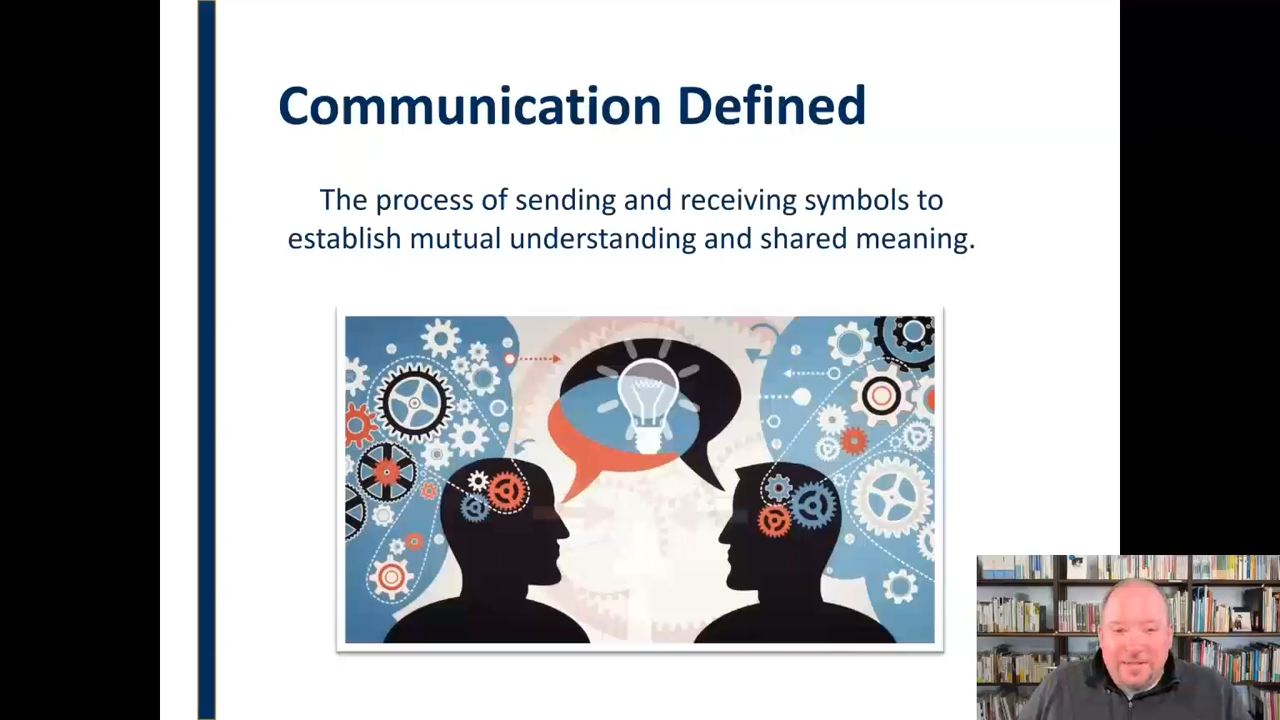 Communication Defined
The process of sending and receiving symbols to
establish mutual understanding and shared meaning.